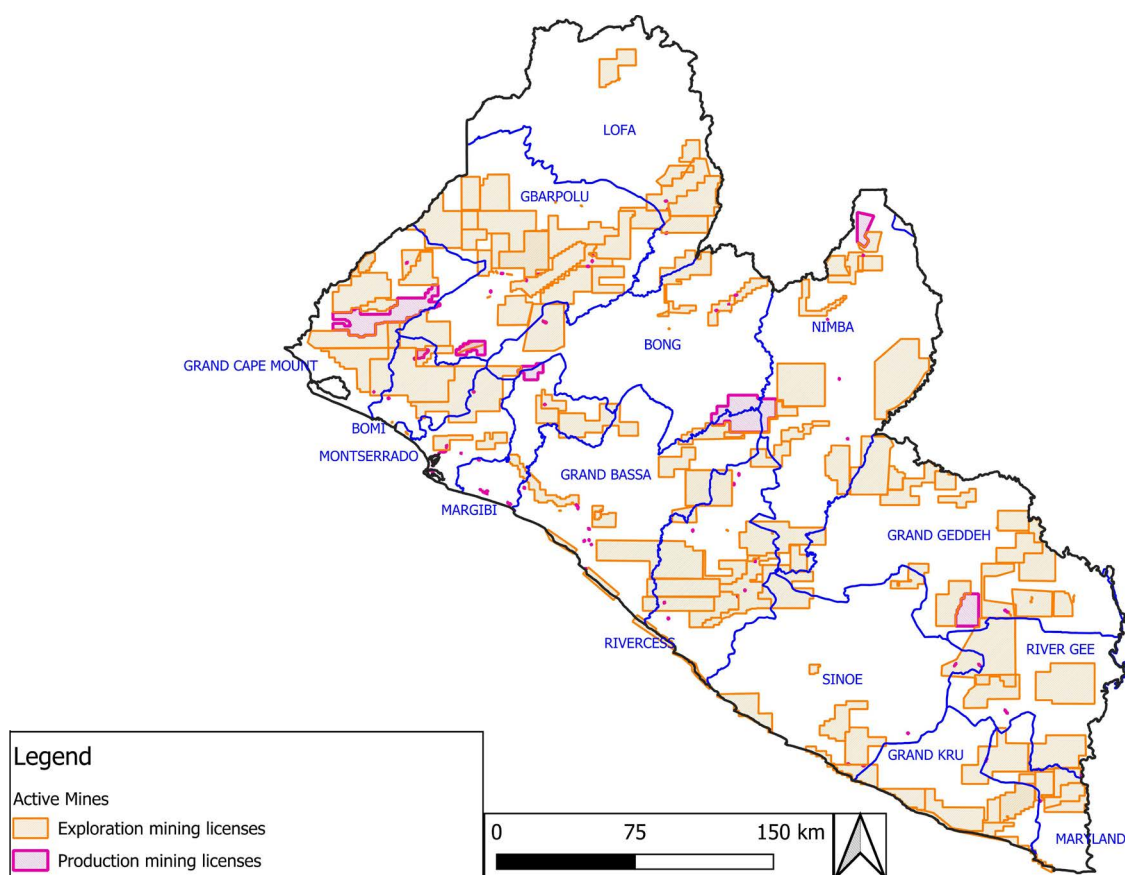 LOFA
GBARPOLU
NIMBA
BONG
GRAND CAPE MOUNT
BOMI
MONTSERRADO
GRAND BASSA
MARGIBI
GRAND GEDDEH
RIVERCESS
RIVER GEE
SINOE
GRAND KRU
MARYLAND
Legend
Active Mines
Exploration mining licenses
Production mining licenses
0 75 150 km